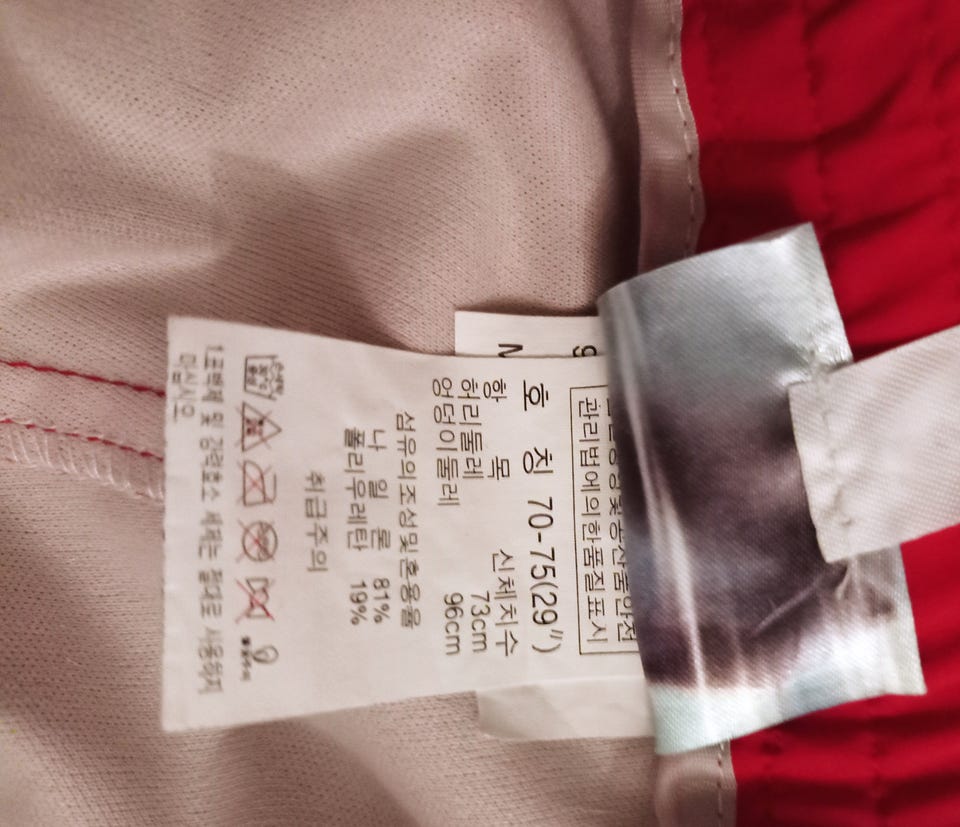 관리법에의한품질표시
호 칭 70-75(29")
항 목 신체치수
허리둘레 73cm
엉덩이둘레 96cm
섬유의조성및혼용율
나 일 론 81%
폴리우레탄 19%
취급주의
1.표백제 및 강력효소 세제는 절대로 사용하지
마십시오